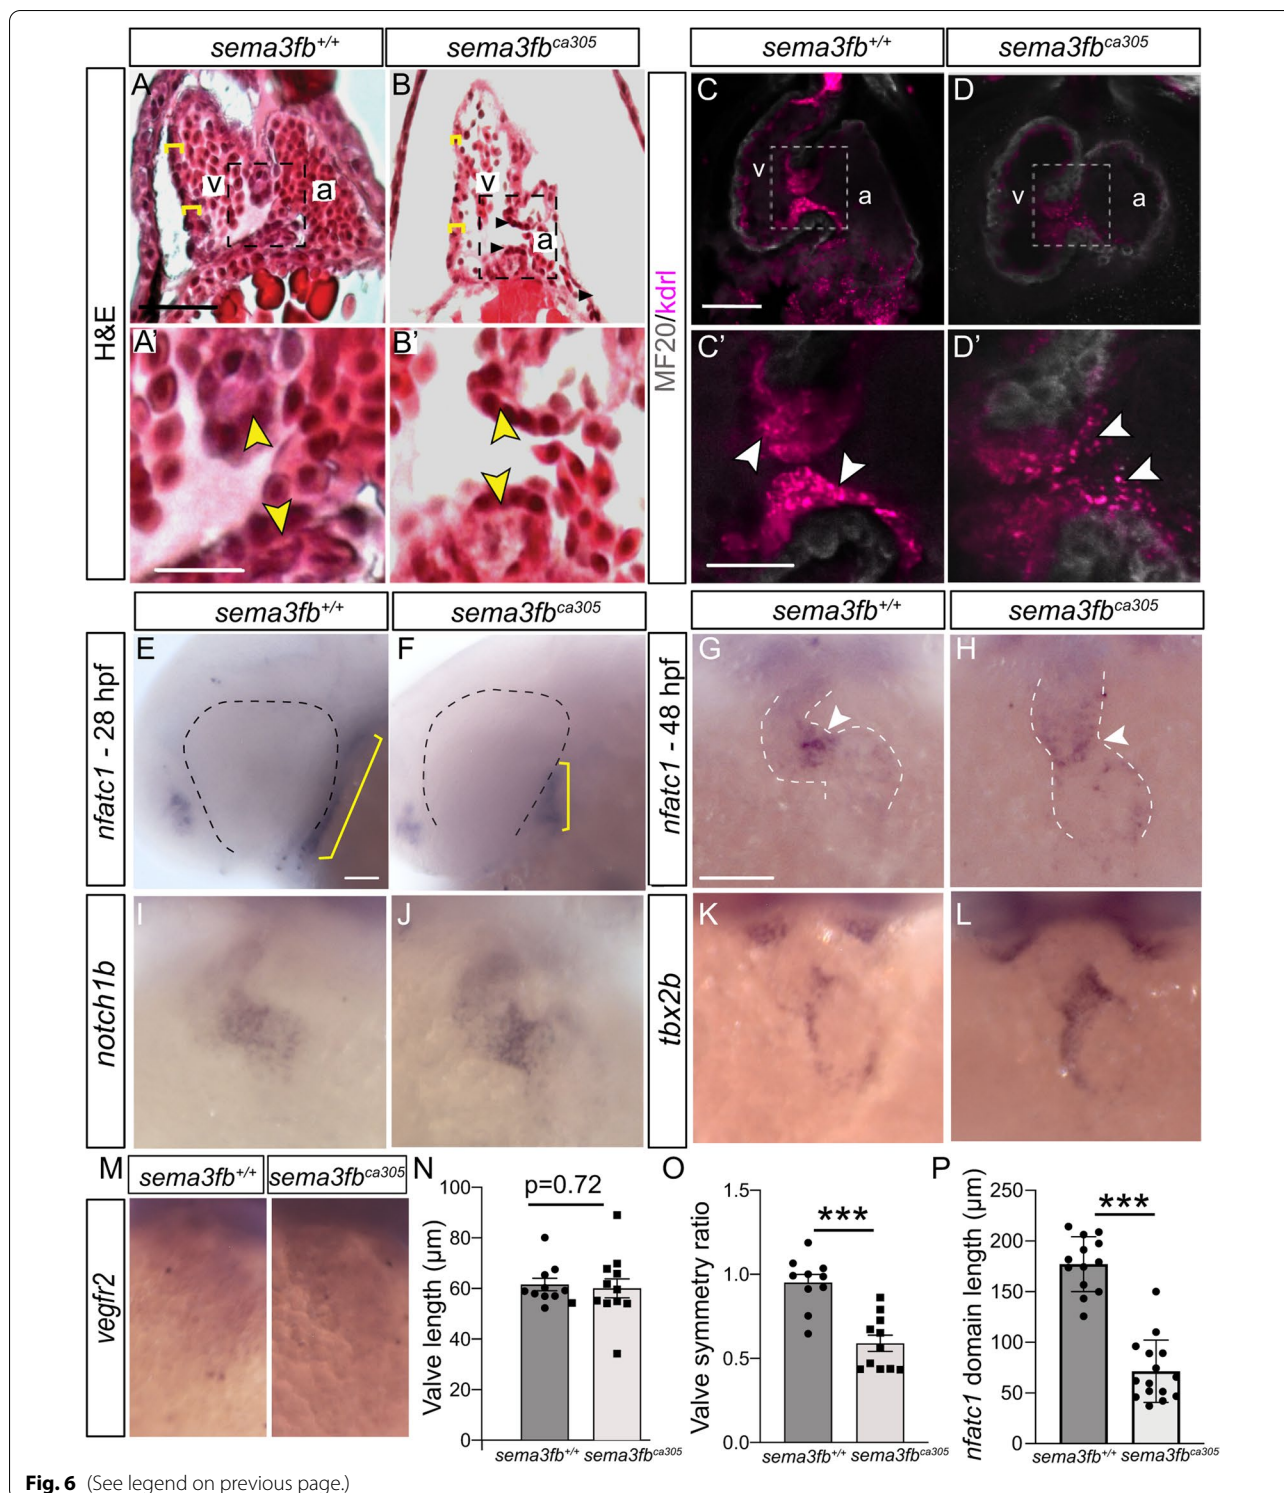 sema3fb+/+ sema3fbca305 sema3fb+/+ sema3fbca305
H&E
A B
v a v a
MF20/kdrl
C D
v a v a
A' B' C' D'
sema3fb+/+ sema3fbca305 sema3fb+/+ sema3fbca305
nfatc1 - 28 hpf
E F
nfatc1 - 48 hpf
G H
notch1b
I J
tbx2b
K L
M sema3fb+/+ sema3fbca305
vegfr2
N
Valve length (µm)
100
80
60
40
20
0
p=0.72
sema3fb+/+ sema3fbca305
O
Valve symmetry ratio
1.5
1.0
0.5
0.0
***
sema3fb+/+ sema3fbca305
P
nfatc1 domain length (µm)
250
200
150
100
50
0
***
sema3fb+/+ sema3fbca305
Fig. 6 (See legend on previous page.)